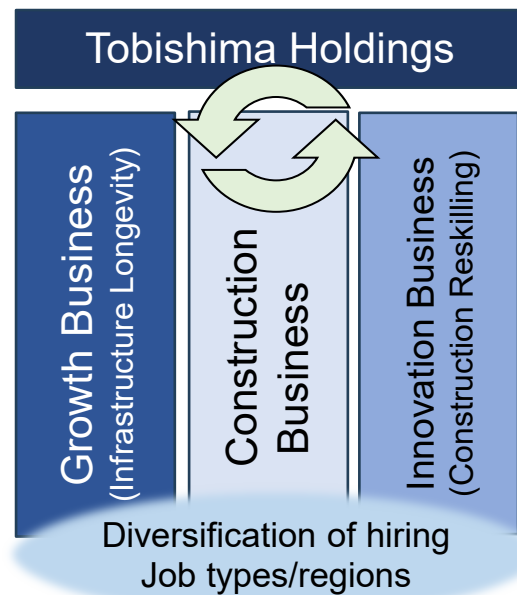 Tobishima Holdings
Growth Business
(Infrastructure Longevity)
Construction
Business
Innovation Business
(Construction Reskilling)
Diversification of hiring
Job types/regions